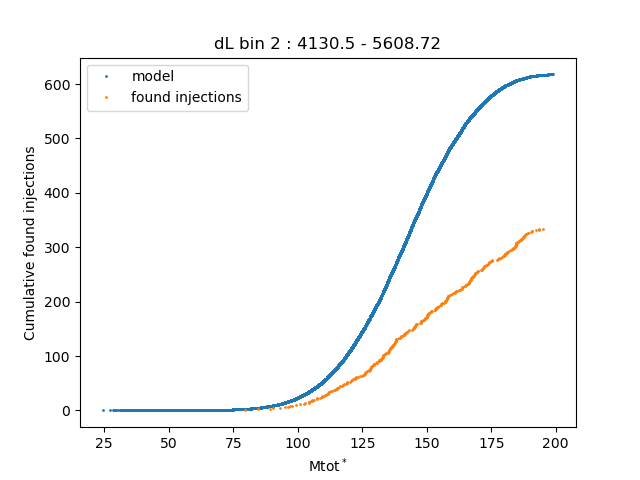 dL bin 2 : 4130.5 - 5608.72
model
found injections
Cumulative found injections
600
500
400
300
200
100
0
25 50 75 100 125 150 175 200
Mtot*